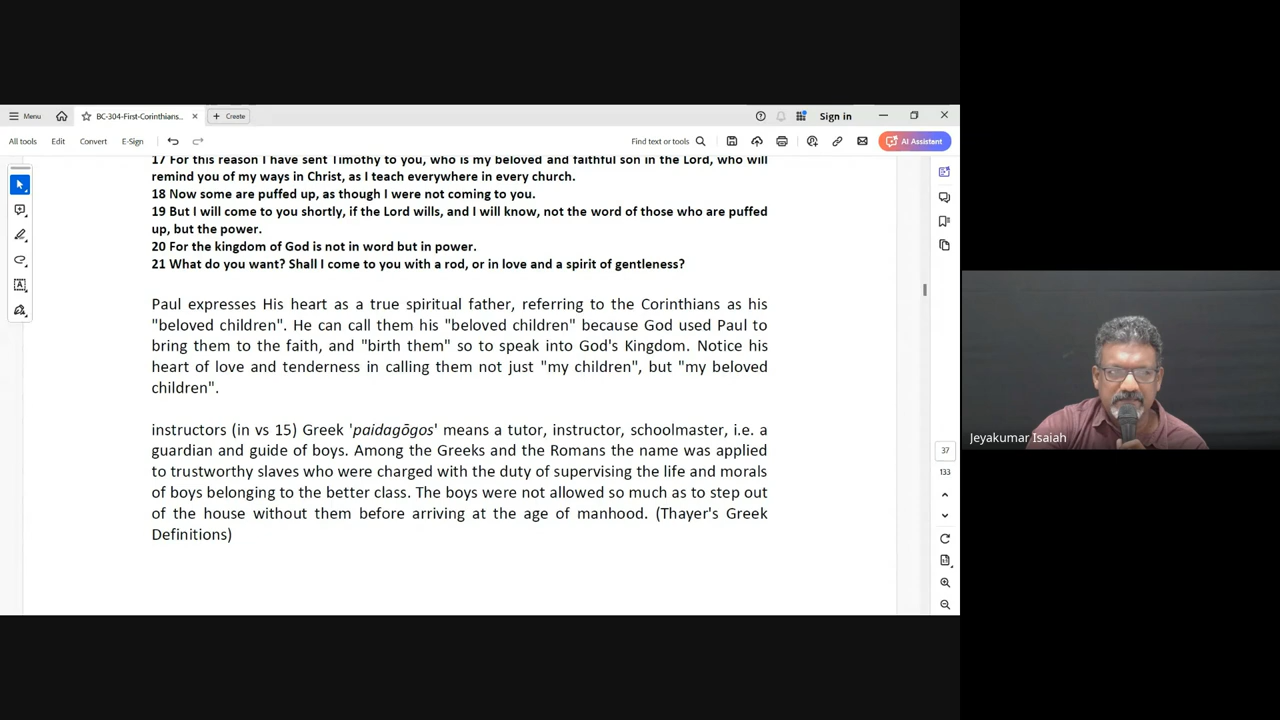 Menu
BC-304-First-Corinthians...
Create
Sign in
All tools
Edit
Convert
E-Sign
Find text or tools
AI Assistant
17 For this reason I have sent Timothy to you, who is my beloved and faithful son in the Lord, who will
remind you of my ways in Christ, as I teach everywhere in every church.
18 Now some are puffed up, as though I were not coming to you.
19 But I will come to you shortly, if the Lord wills, and I will know, not the word of those who are puffed
up, but the power.
20 For the kingdom of God is not in word but in power.
21 What do you want? Shall I come to you with a rod, or in love and a spirit of gentleness?
Paul expresses His heart as a true spiritual father, referring to the Corinthians as his
"beloved children". He can call them his "beloved children" because God used Paul to
bring them to the faith, and "birth them" so to speak into God's Kingdom. Notice his
heart of love and tenderness in calling them not just "my children", but "my beloved
children".
instructors (in vs 15) Greek 'paidagōgos' means a tutor, instructor, schoolmaster, i.e. a
guardian and guide of boys. Among the Greeks and the Romans the name was applied
to trustworthy slaves who were charged with the duty of supervising the life and morals
of boys belonging to the better class. The boys were not allowed so much as to step out
of the house without them before arriving at the age of manhood. (Thayer's Greek
Definitions)
37
133
Jeyakumar Isaiah